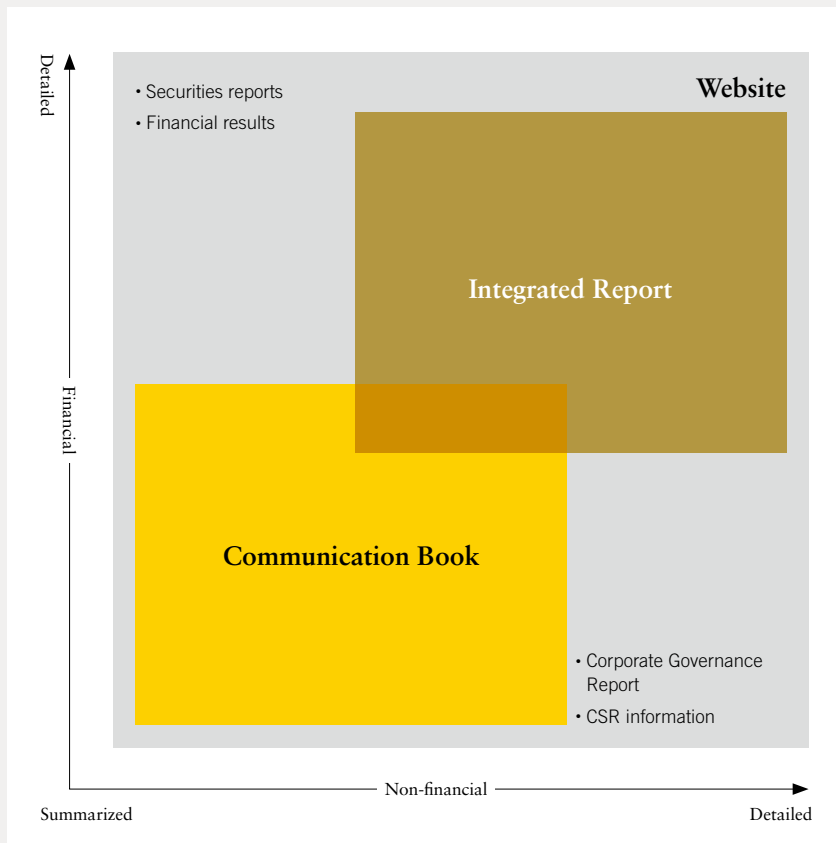 Detailed
Website
• Securities reports
• Financial results
Integrated Report
Financial
Communication Book
• Corporate Governance
Report
• CSR information
Non-financial
Summarized
Detailed